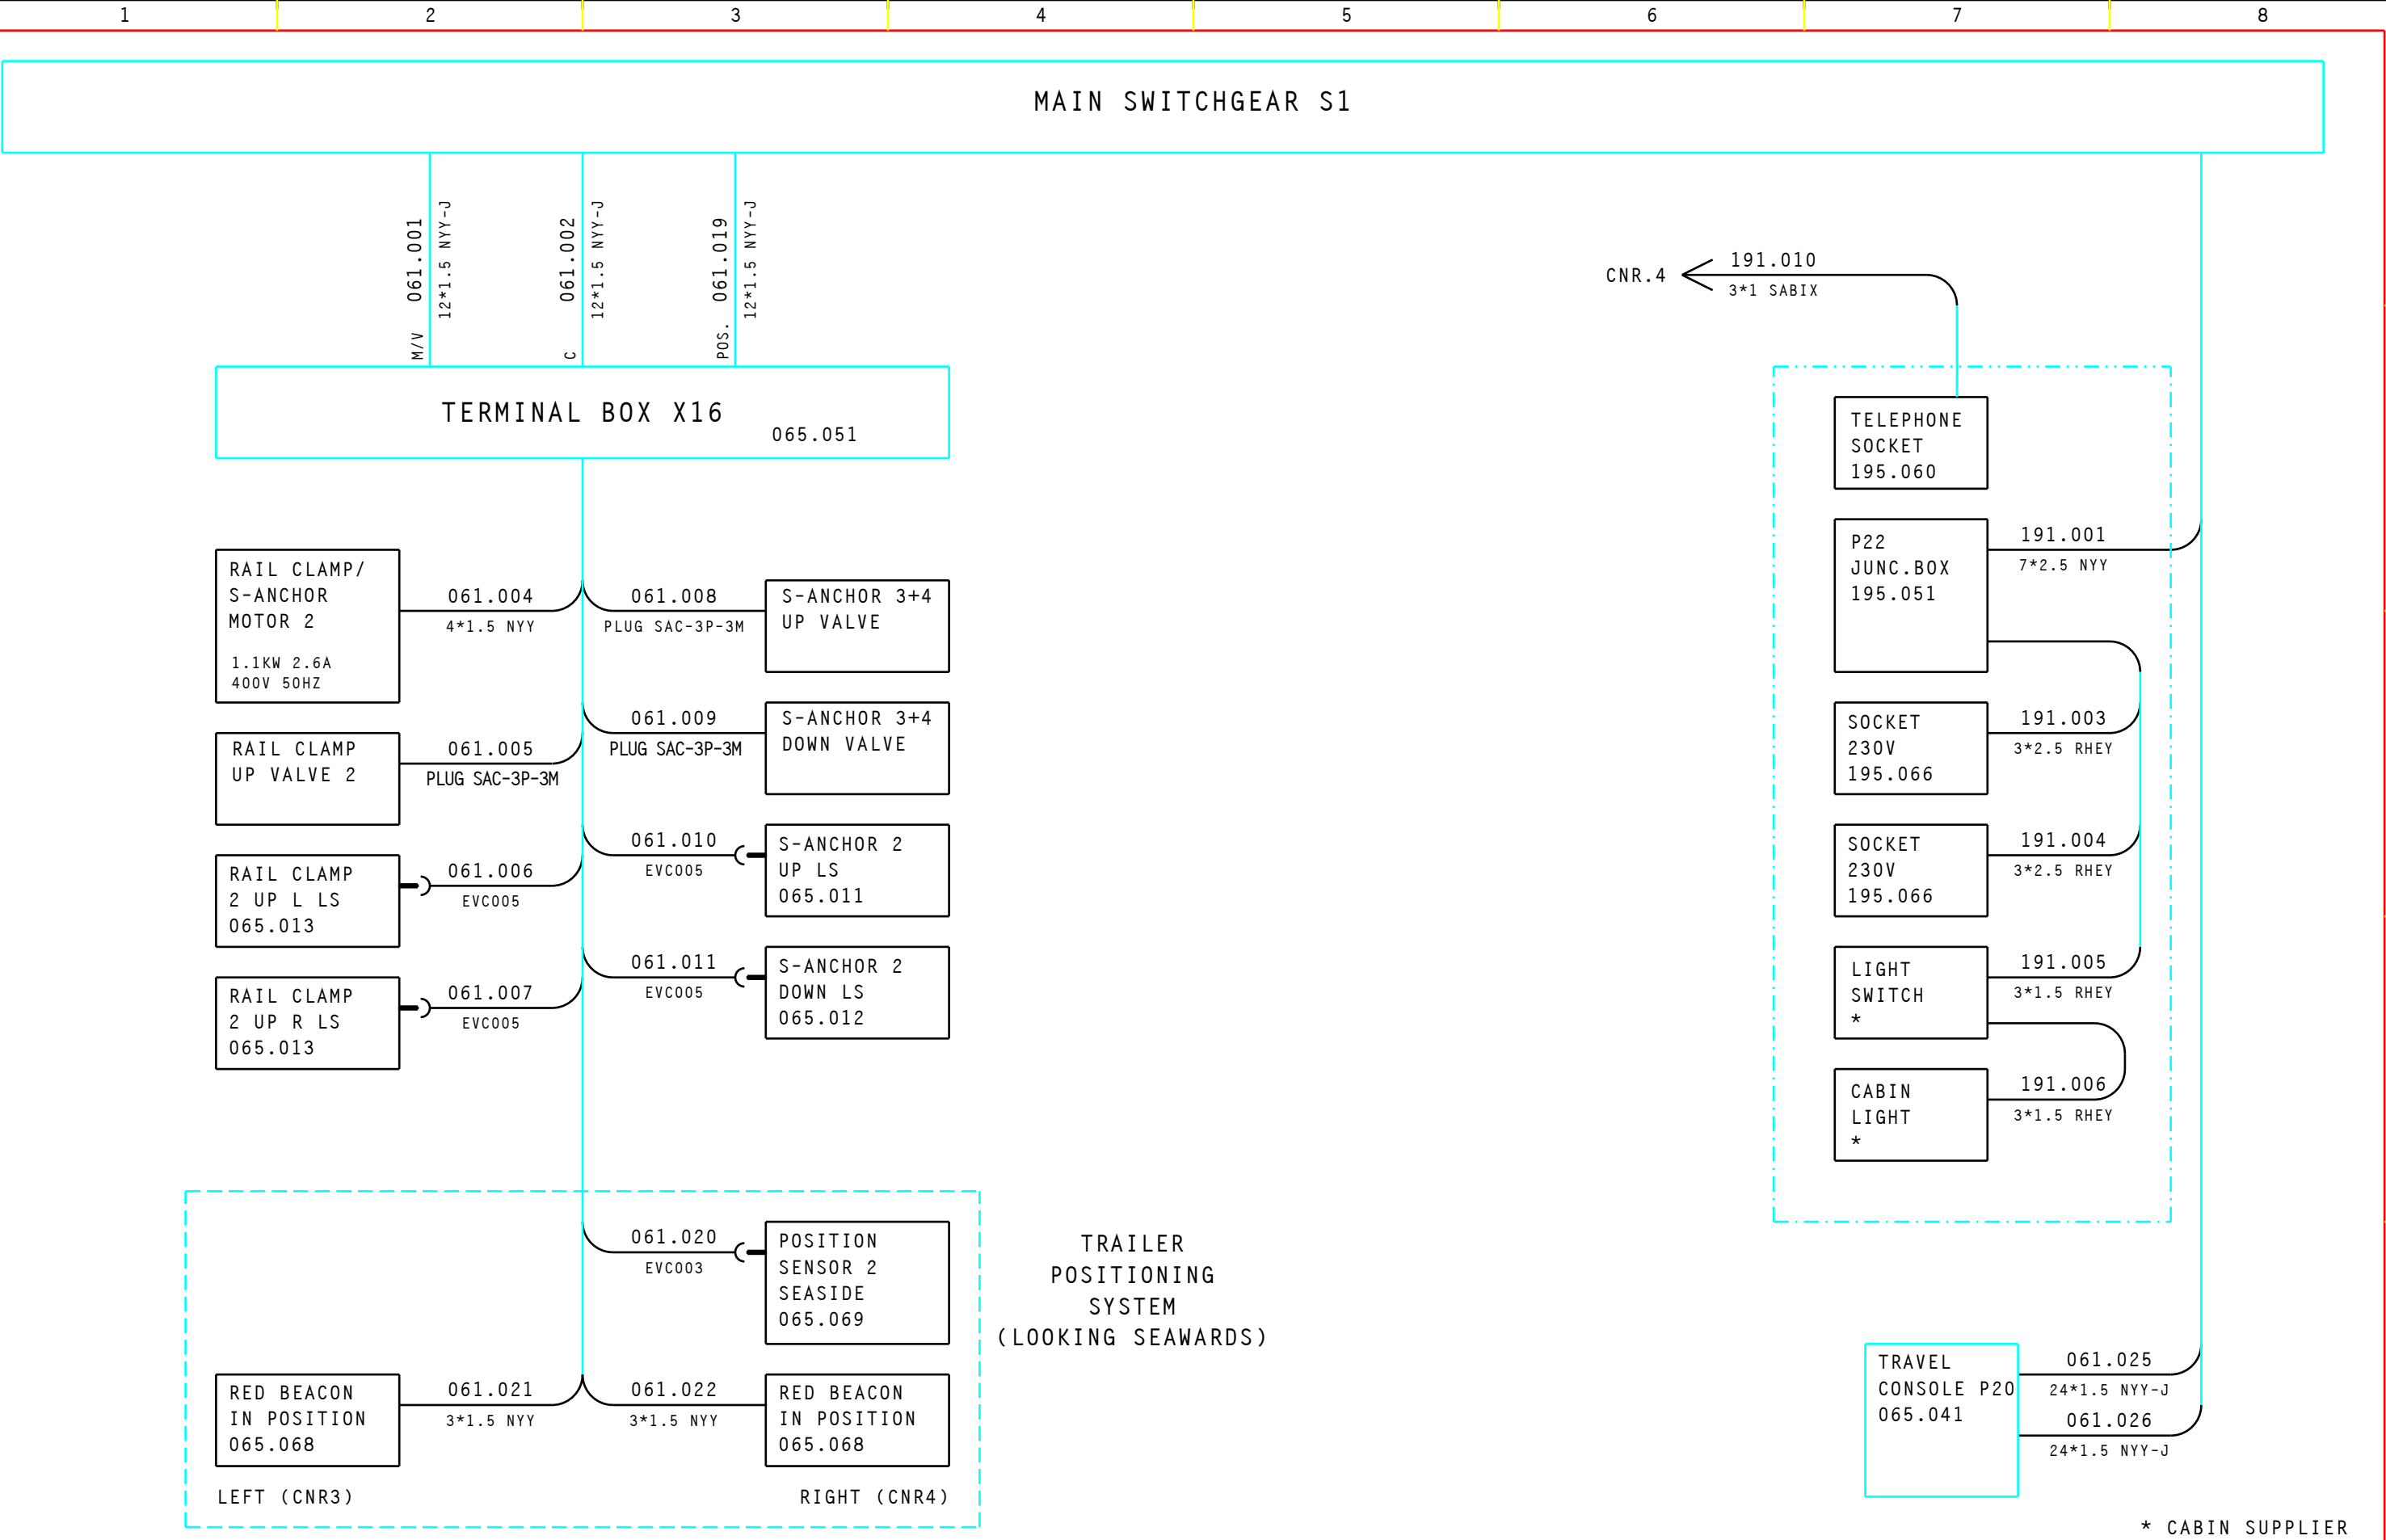 1 2 3 4 5 6 7 8
MAIN SWITCHGEAR S1
M/V 061.001
12*1.5 NYY-J
C 061.002
12*1.5 NYY-J
POS. 061.019
12*1.5 NYY-J
TERMINAL BOX X16
065.051
RAIL CLAMP/
S-ANCHOR
MOTOR 2
1.1KW 2.6A
400V 50HZ
061.004
4*1.5 NYY
061.008
PLUG SAC-3P-3M
S-ANCHOR 3+4
UP VALVE
RAIL CLAMP
UP VALVE 2
061.005
PLUG SAC-3P-3M
061.009
PLUG SAC-3P-3M
S-ANCHOR 3+4
DOWN VALVE
RAIL CLAMP
2 UP L LS
065.013
061.006
EVC005
061.010
EVC005
S-ANCHOR 2
UP LS
065.011
RAIL CLAMP
2 UP R LS
065.013
061.007
EVC005
061.011
EVC005
S-ANCHOR 2
DOWN LS
065.012
061.020
EVC003
POSITION
SENSOR 2
SEASIDE
065.069
RED BEACON
IN POSITION
065.068
061.021
3*1.5 NYY
061.022
3*1.5 NYY
RED BEACON
IN POSITION
065.068
LEFT (CNR3)
RIGHT (CNR4)
TRAILER
POSITIONING
SYSTEM
(LOOKING SEAWARDS)
CNR.4
191.010
3*1 SABIX
TELEPHONE
SOCKET
195.060
P22
JUNC.BOX
195.051
191.001
7*2.5 NYY
SOCKET
230V
195.066
191.003
3*2.5 RHEY
SOCKET
230V
195.066
191.004
3*2.5 RHEY
LIGHT
SWITCH
*
191.005
3*1.5 RHEY
CABIN
LIGHT
*
191.006
3*1.5 RHEY
TRAVEL
CONSOLE P20
065.041
061.025
24*1.5 NYY-J
061.026
24*1.5 NYY-J
* CABIN SUPPLIER